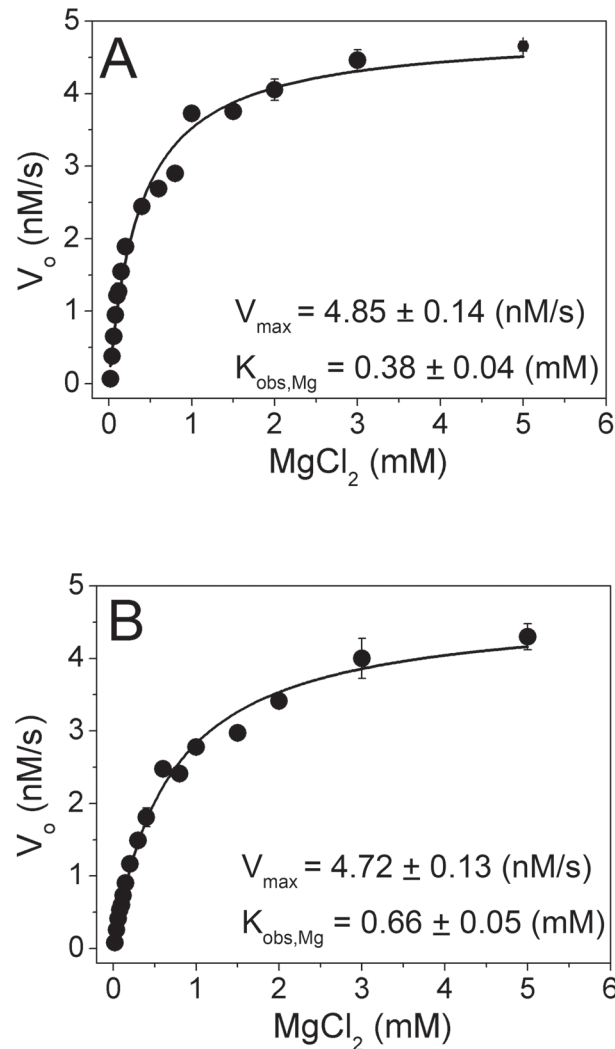 A
5
4
3
2
1
0
V₀ (nM/s)
Vmax = 4.85 ± 0.14 (nM/s)
Kobs,Mg = 0.38 ± 0.04 (mM)
0 1 2 3 4 5 6
MgCl₂ (mM)
B
5
4
3
2
1
0
V₀ (nM/s)
Vmax = 4.72 ± 0.13 (nM/s)
Kobs,Mg = 0.66 ± 0.05 (mM)
0 1 2 3 4 5 6
MgCl₂ (mM)